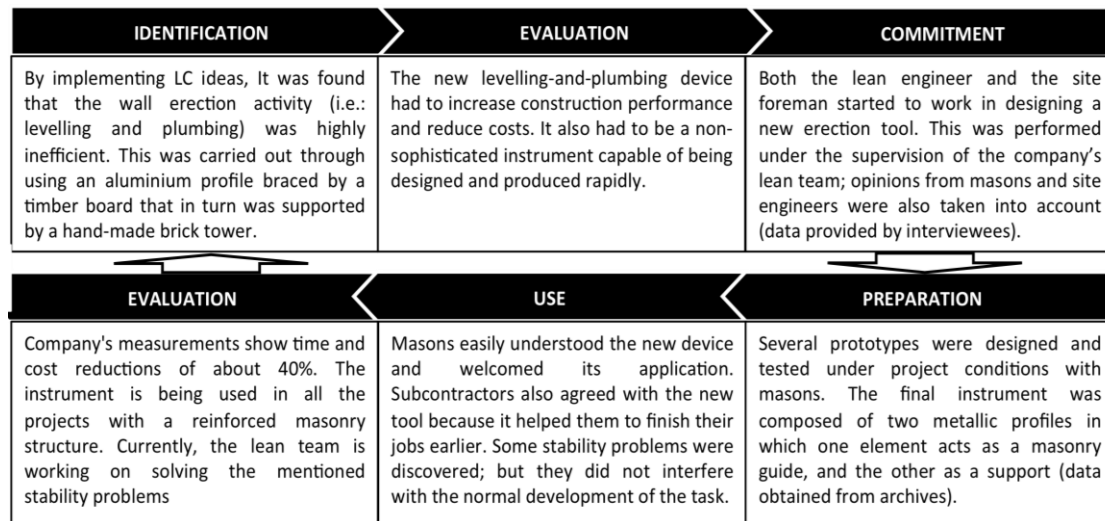 IDENTIFICATION
By implementing LC ideas, It was found
that the wall erection activity (i.e.:
levelling and plumbing) was highly
inefficient. This was carried out through
using an aluminium profile braced by a
timber board that in turn was supported
by a hand-made brick tower.
EVALUATION
The new levelling-and-plumbing device
had to increase construction performance
and reduce costs. It also had to be a non-
sophisticated instrument capable of being
designed and produced rapidly.
COMMITMENT
Both the lean engineer and the site
foreman started to work in designing a
new erection tool. This was performed
under the supervision of the company's
lean team; opinions from masons and site
engineers were also taken into account
(data provided by interviewees).
PREPARATION
Several prototypes were designed and
tested under project conditions with
masons. The final instrument was
composed of two metallic profiles in
which one element acts as a masonry
guide, and the other as a support (data
obtained from archives).
USE
Masons easily understood the new device
and welcomed its application.
Subcontractors also agreed with the new
tool because it helped them to finish their
jobs earlier. Some stability problems were
discovered; but they did not interfere
with the normal development of the task.
EVALUATION
Company's measurements show time and
cost reductions of about 40%. The
instrument is being used in all the
projects with a reinforced masonry
structure. Currently, the lean team is
working on solving the mentioned
stability problems